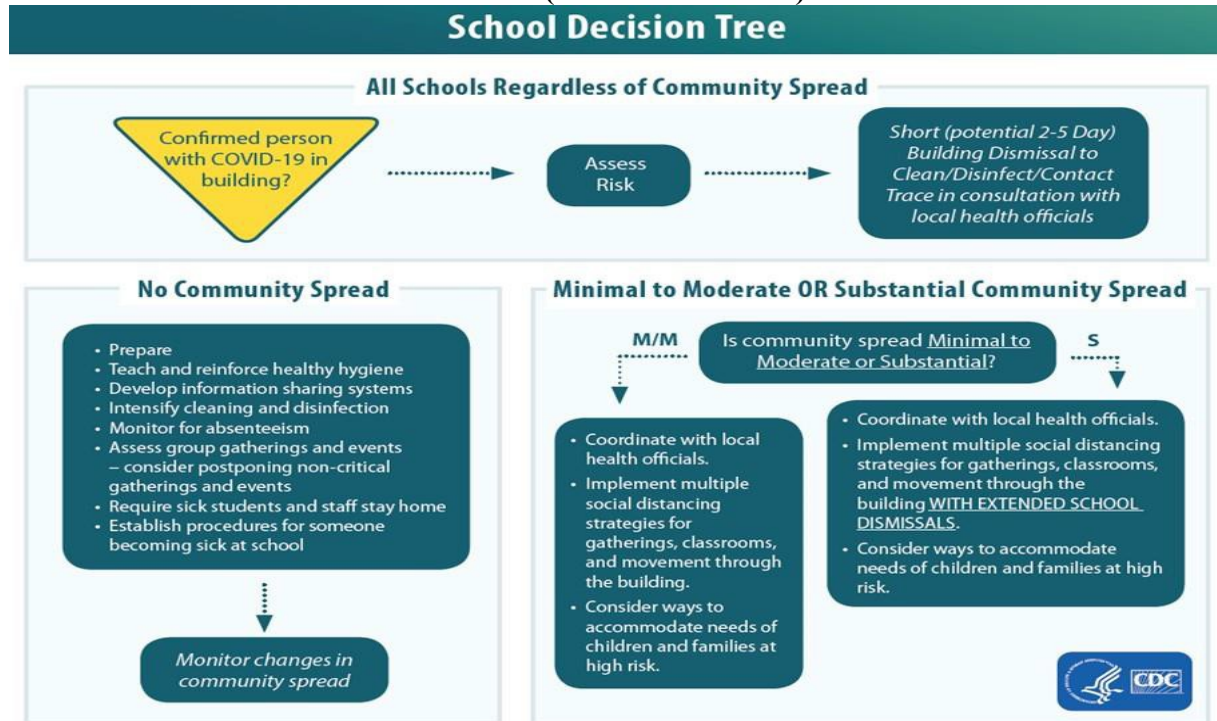 School Decision Tree
All Schools Regardless of Community Spread
Confirmed person
with COVID-19 in
building?
Assess
Risk
Short (potential 2-5 Day)
Building Dismissal to
Clean/Disinfect/Contact
Trace in consultation with
local health officials
No Community Spread
• Prepare
• Teach and reinforce healthy hygiene
• Develop information sharing systems
• Intensify cleaning and disinfection
• Monitor for absenteeism
• Assess group gatherings and events
– consider postponing non-critical
gatherings and events
• Require sick students and staff stay home
• Establish procedures for someone
becoming sick at school
Monitor changes in
community spread
Minimal to Moderate OR Substantial Community Spread
M/M
Is community spread Minimal to
Moderate or Substantial?
S
• Coordinate with local
health officials.
• Implement multiple
social distancing
strategies for
gatherings, classrooms,
and movement through
the building.
• Consider ways to
accommodate needs of
children and families at
high risk.
• Coordinate with local health officials.
• Implement multiple social distancing
strategies for gatherings, classrooms,
and movement through the
building WITH EXTENDED SCHOOL
DISMISSALS.
• Consider ways to accommodate
needs of children and families at high
risk.
CDC